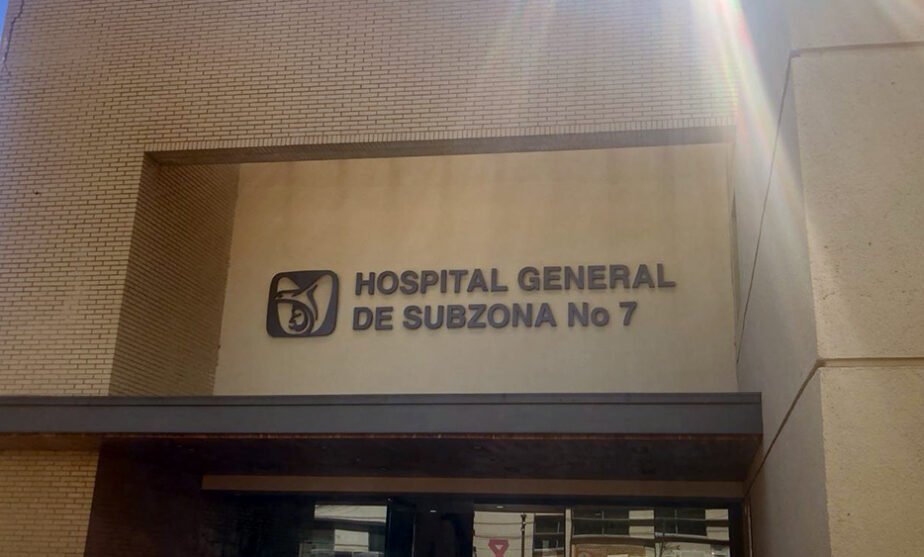 HOSPITAL GENERAL
DE SUBZONA No 7